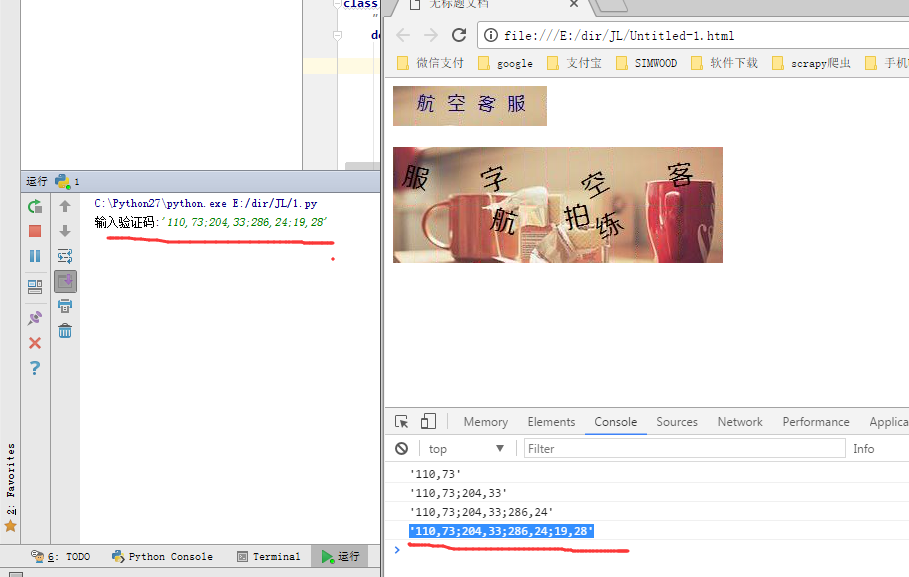 class
"
de
运行 1
C:\Python27\python.exe E:/dir/JL/1.py
输入验证码:'110,73;204,33;286,24;19,28'
2: Favorites
6: TODO
Python Console
Terminal
运行
无标题文档
file:///E:/dir/JL/Untitled-1.html
微信支付
google
支付宝
SIMWOOD
软件下载
scrapy爬虫
手机
航 空 客 服
服 字 空 客
航 拍 练
Memory
Elements
Console
Sources
Network
Performance
Applica
top
Filter
Info
'110,73'
'110,73;204,33'
'110,73;204,33;286,24'
'110,73;204,33;286,24;19,28'